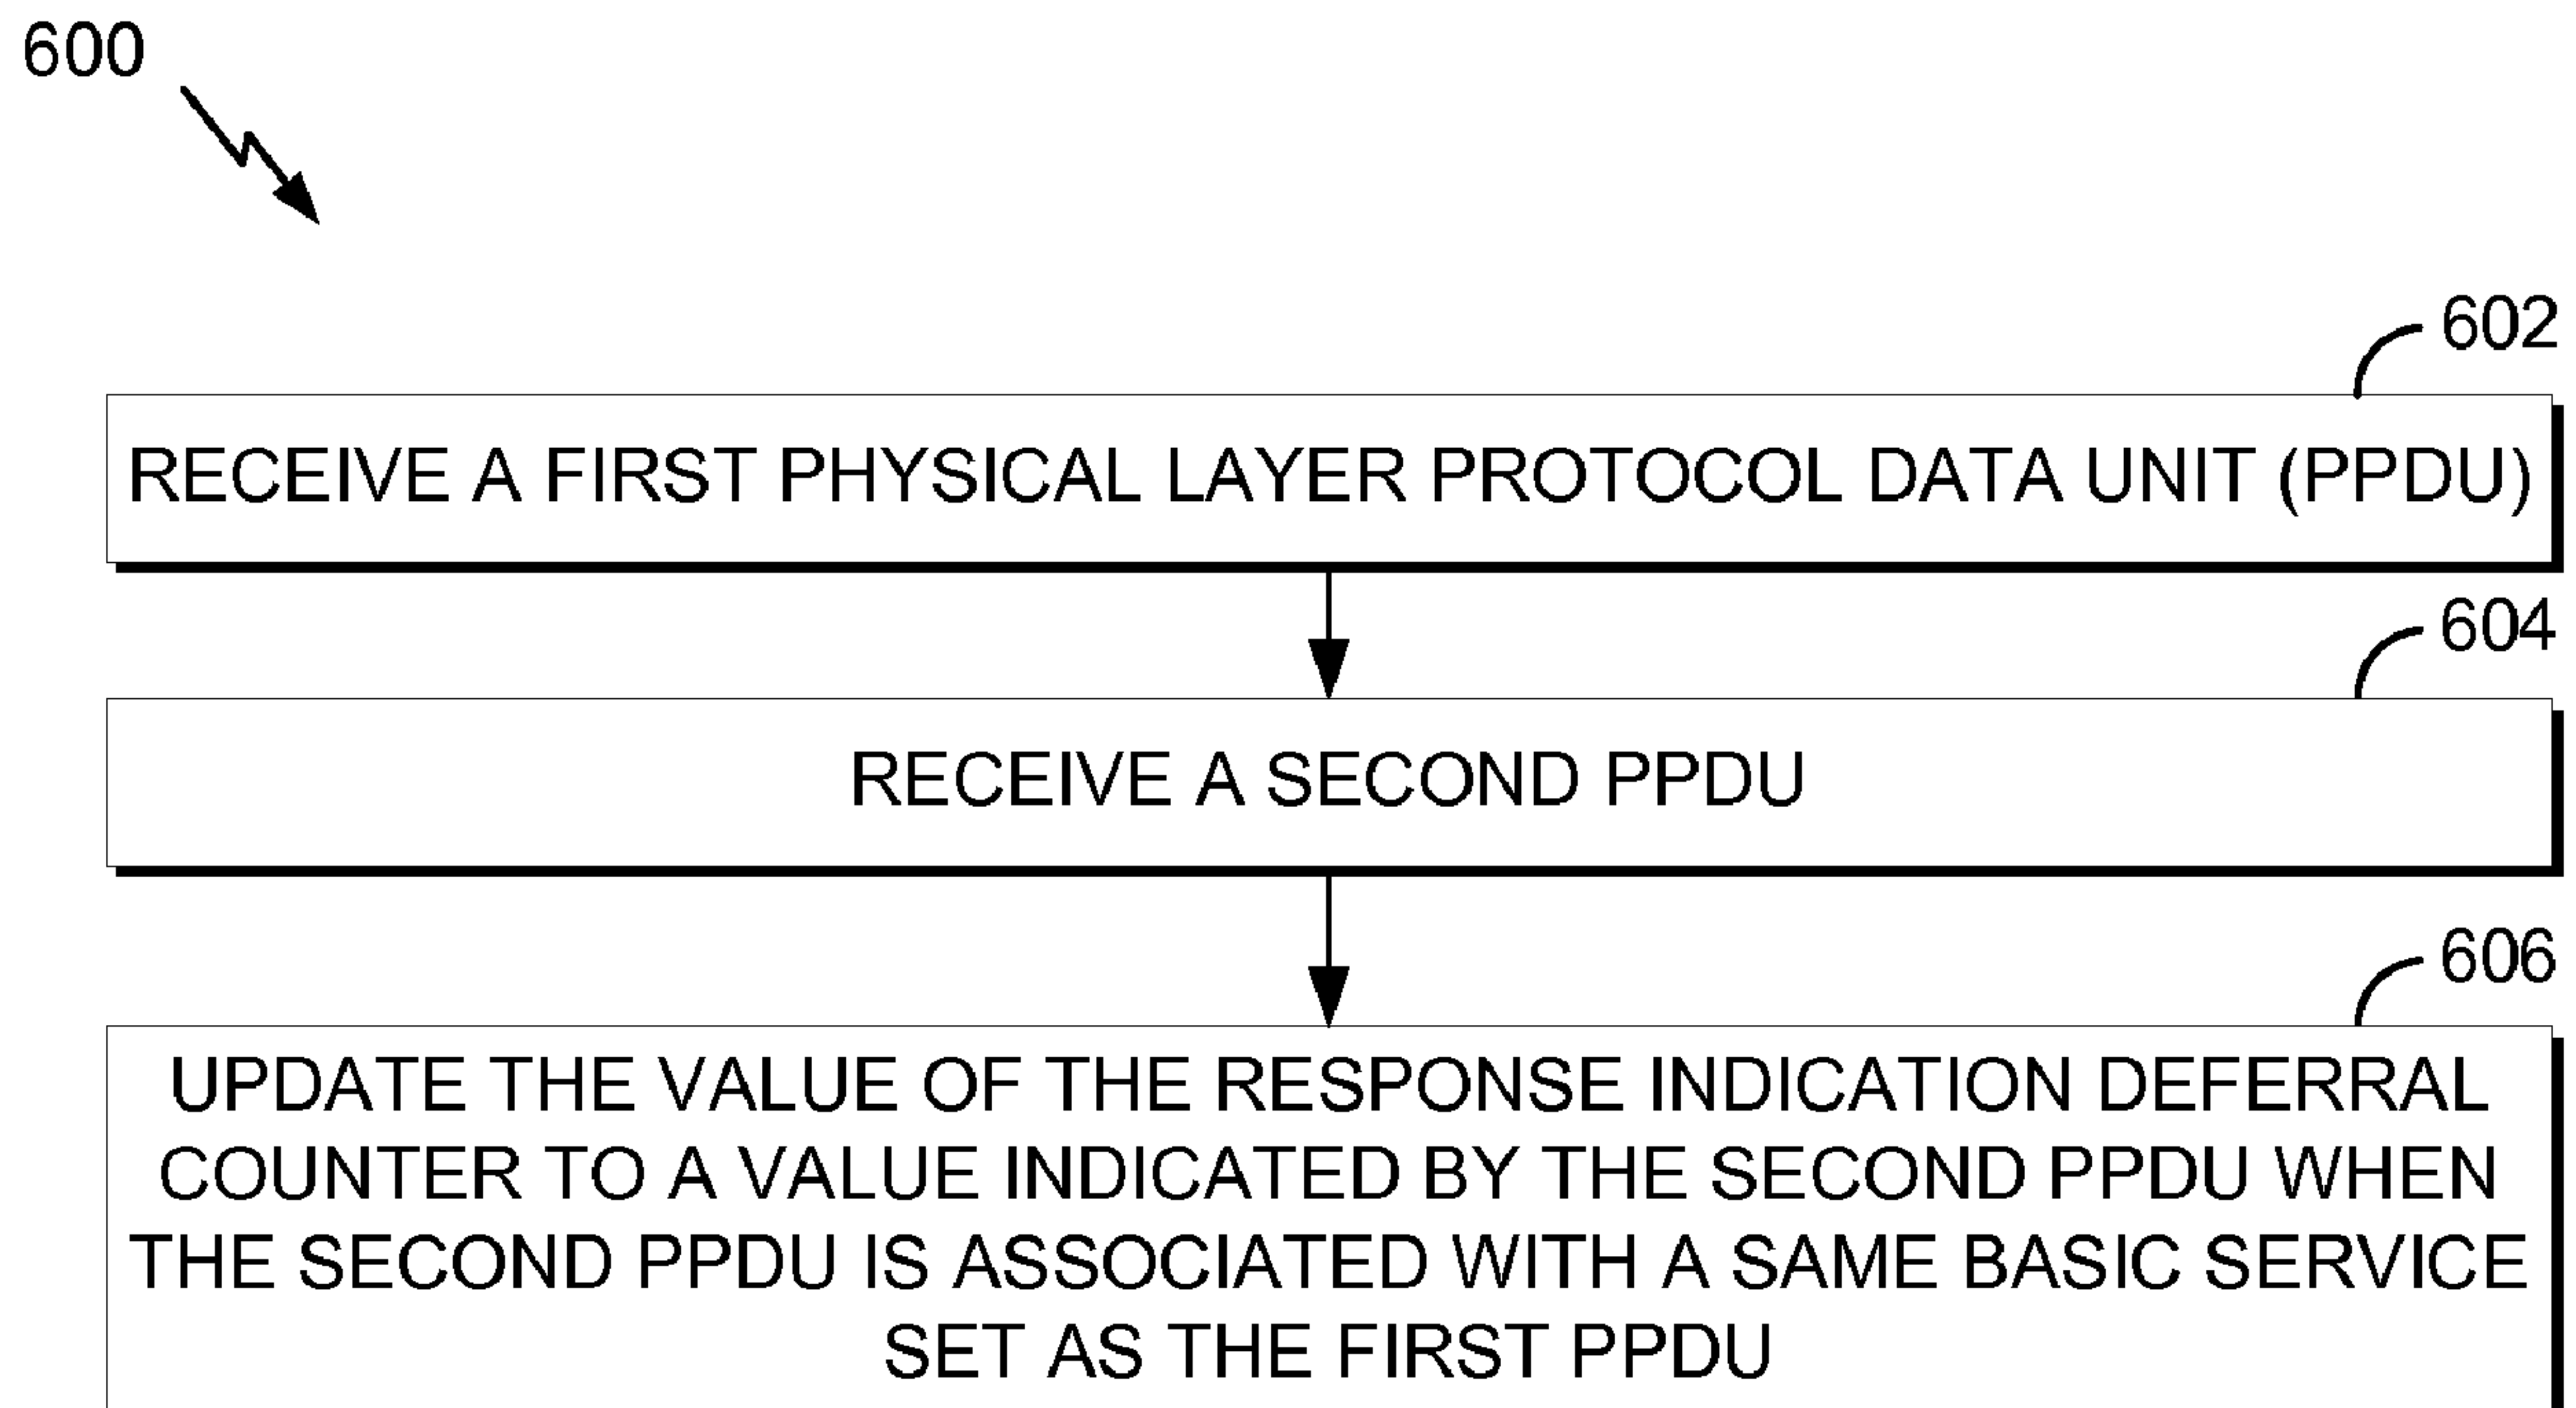 600
602
RECEIVE A FIRST PHYSICAL LAYER PROTOCOL DATA UNIT (PPDU)
604
RECEIVE A SECOND PPDU
606
UPDATE THE VALUE OF THE RESPONSE INDICATION DEFERRAL
COUNTER TO A VALUE INDICATED BY THE SECOND PPDU WHEN
THE SECOND PPDU IS ASSOCIATED WITH A SAME BASIC SERVICE
SET AS THE FIRST PPDU